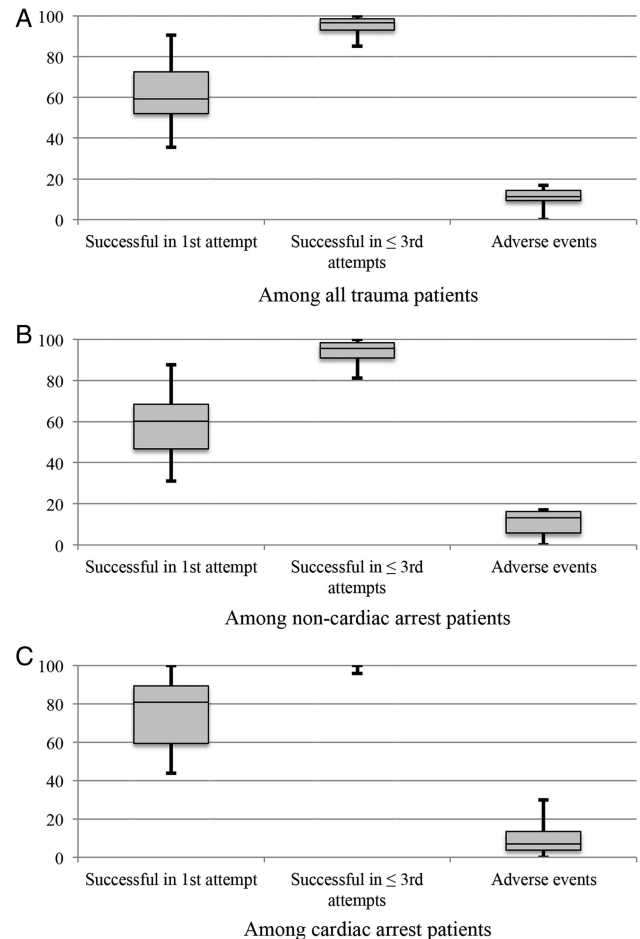 A
100
80
60
40
20
0
Successful in 1st attempt
Successful in ≤ 3rd
attempts
Adverse events
Among all trauma patients
B
100
80
60
40
20
0
Successful in 1st attempt
Successful in ≤ 3rd
attempts
Adverse events
Among non-cardiac arrest patients
C
100
80
60
40
20
0
Successful in 1st attempt
Successful in ≤ 3rd
attempts
Adverse events
Among cardiac arrest patients